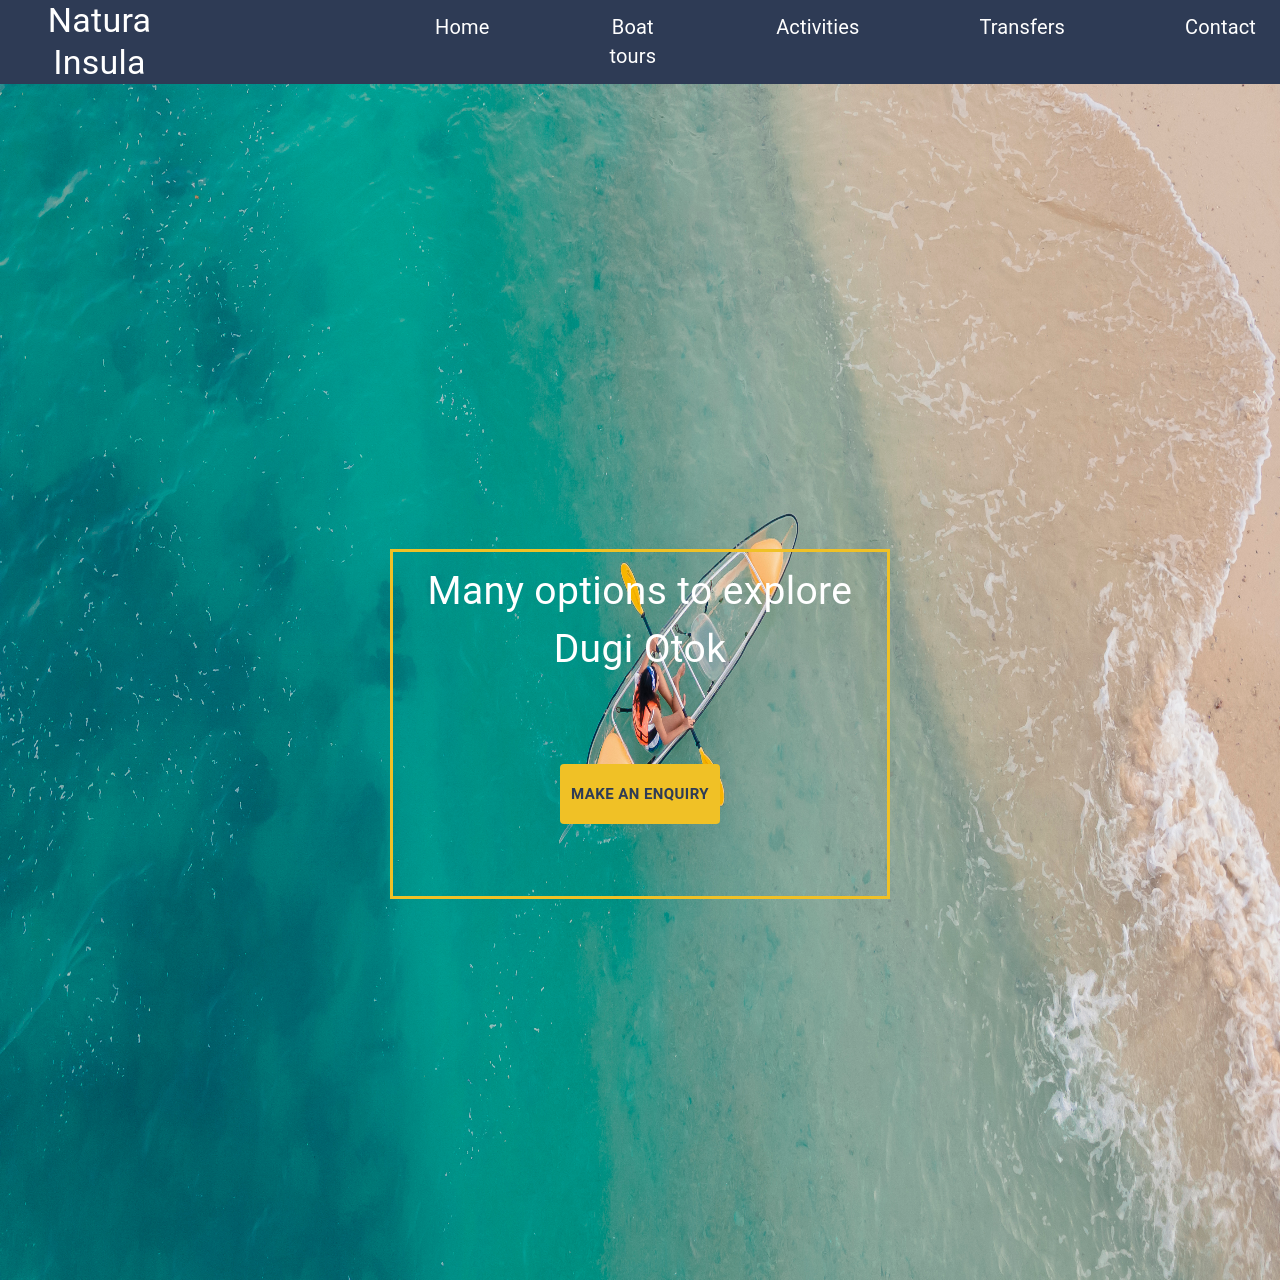 Natura
Insula
Home
Boat
tours
Activities
Transfers
Contact
Many options to explore
Dugi Otok
MAKE AN ENQUIRY